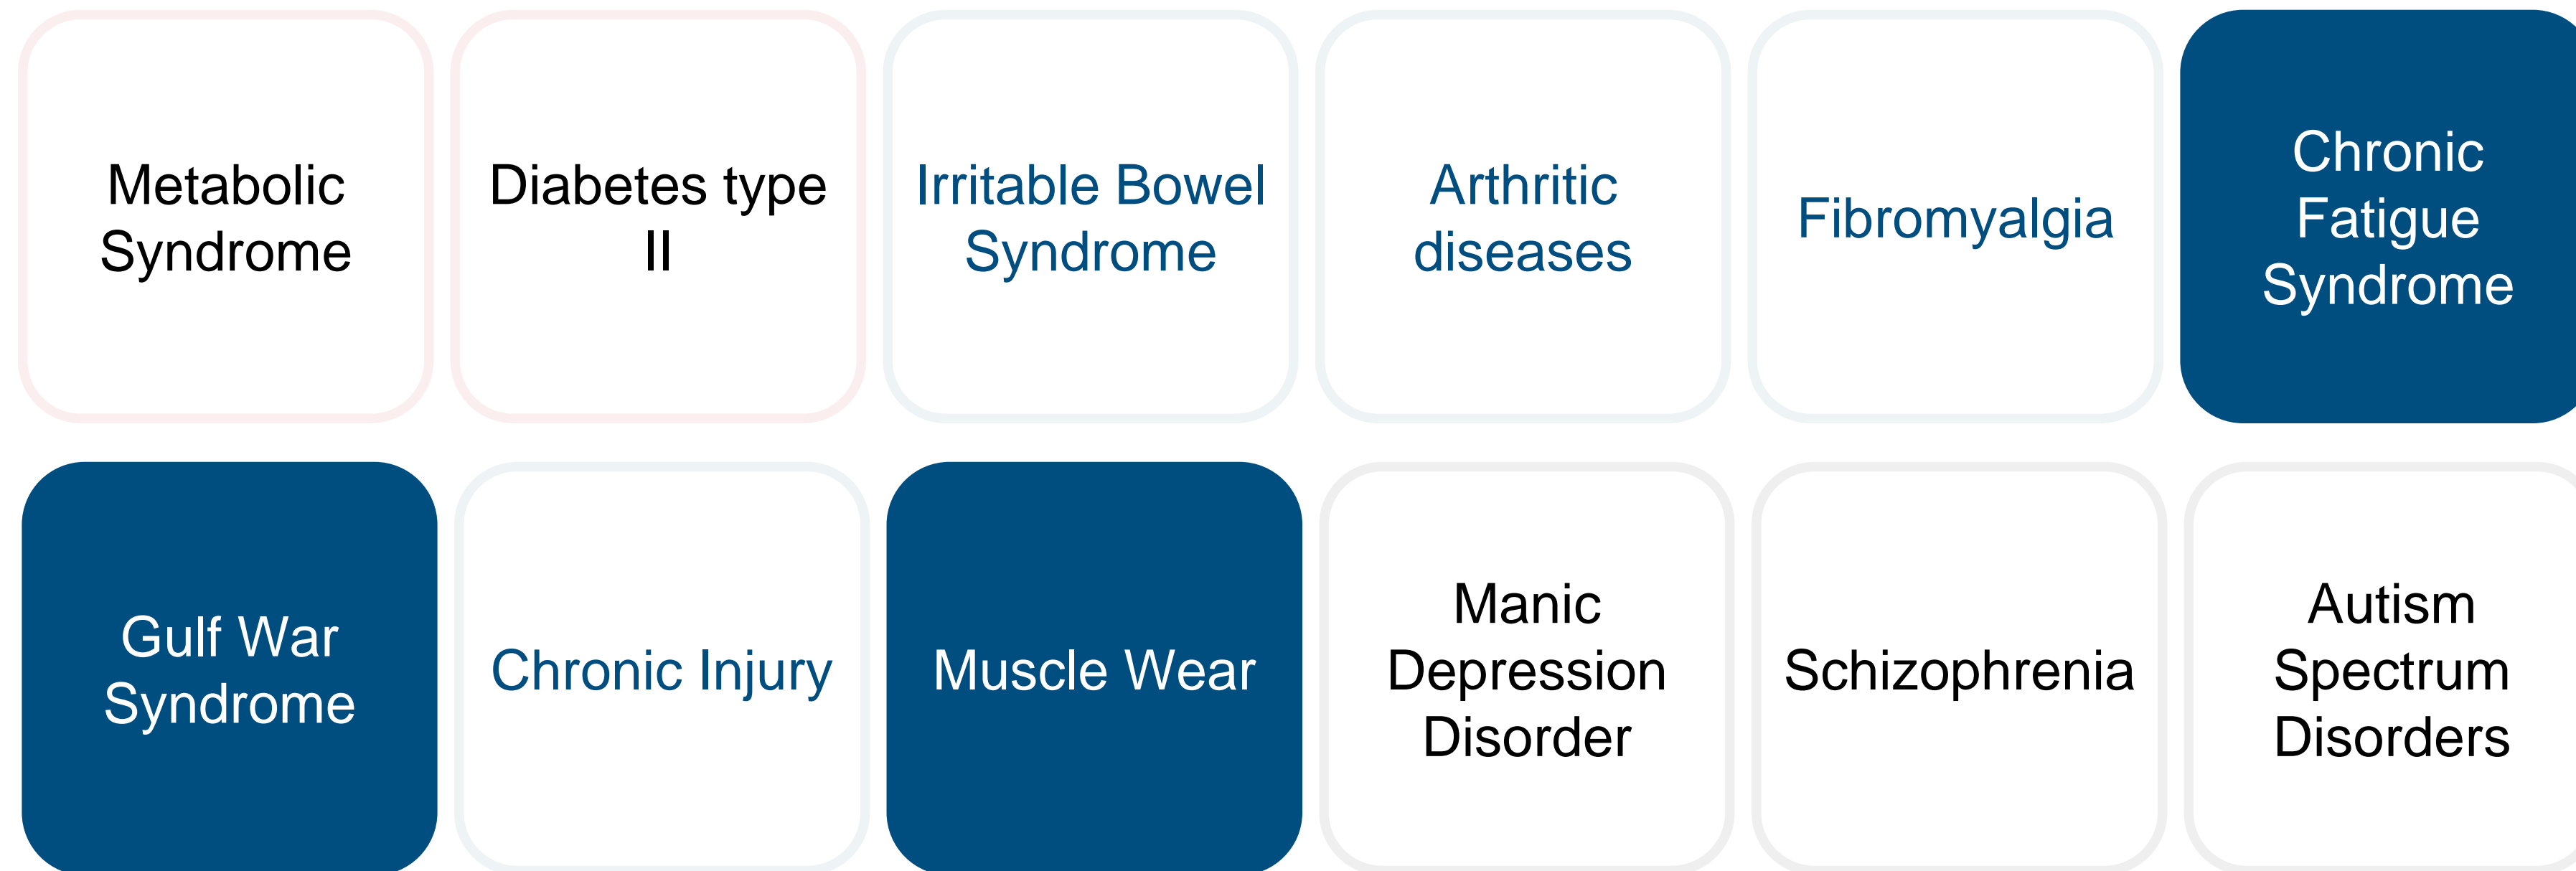 Metabolic
Syndrome
Diabetes type
II
Irritable Bowel
Syndrome
Arthritic
diseases
Fibromyalgia
Chronic
Fatigue
Syndrome
Gulf War
Syndrome
Chronic Injury
Muscle Wear
Manic
Depression
Disorder
Schizophrenia
Autism
Spectrum
Disorders